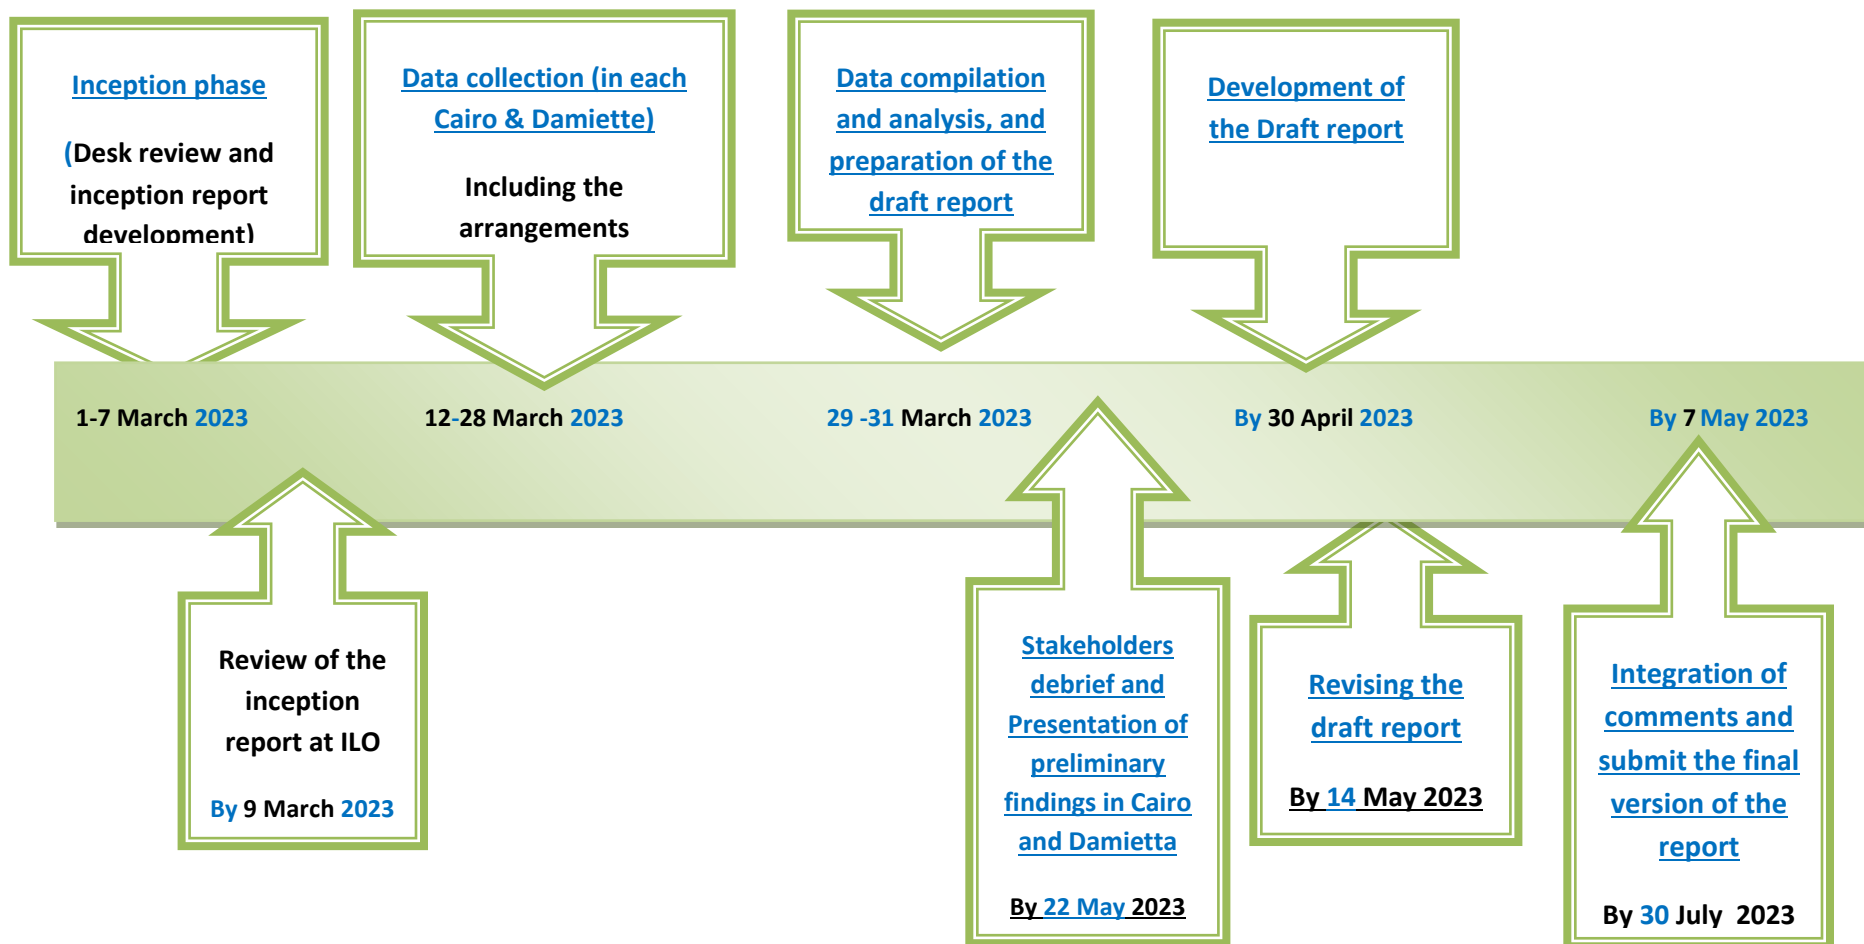 Inception phase
(Desk review and
inception report
development)
Data collection (in each
Cairo & Damiette)
Including the
arrangements
Data compilation
and analysis, and
preparation of the
draft report
Development of
the Draft report
1-7 March 2023
12-28 March 2023
29 -31 March 2023
By 30 April 2023
By 7 May 2023
Review of the
inception
report at ILO
By 9 March 2023
Stakeholders
debrief and
Presentation of
preliminary
findings in Cairo
and Damietta
By 22 May 2023
Revising the
draft report
By 14 May 2023
Integration of
comments and
submit the final
version of the
report
By 30 July 2023